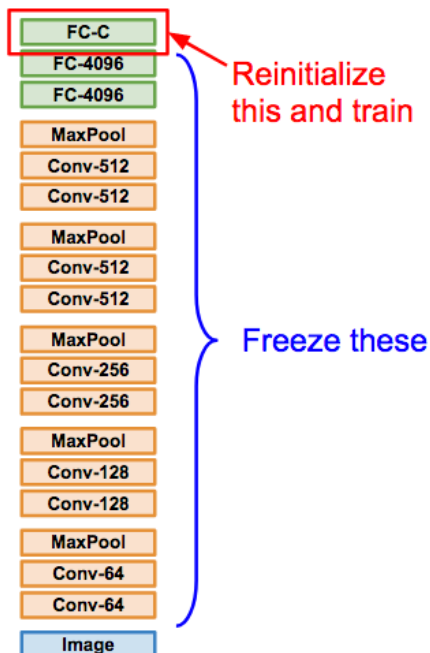 FC-C
FC-4096
FC-4096
MaxPool
Conv-512
Conv-512
MaxPool
Conv-512
Conv-512
MaxPool
Conv-256
Conv-256
MaxPool
Conv-128
Conv-128
MaxPool
Conv-64
Conv-64
Image
Reinitialize
this and train
Freeze these